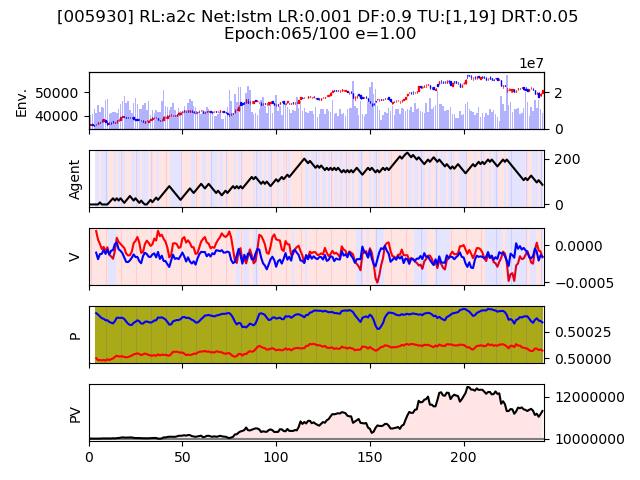 [005930] RL:a2c Net:lstm LR:0.001 DF:0.9 TU:[1,19] DRT:0.05
Epoch:065/100 e=1.00
1e7
Env.
50000
40000
2
0
Agent
200
0
V
0.0000
−0.0005
P
0.50025
0.50000
PV
12000000
10000000
0 50 100 150 200